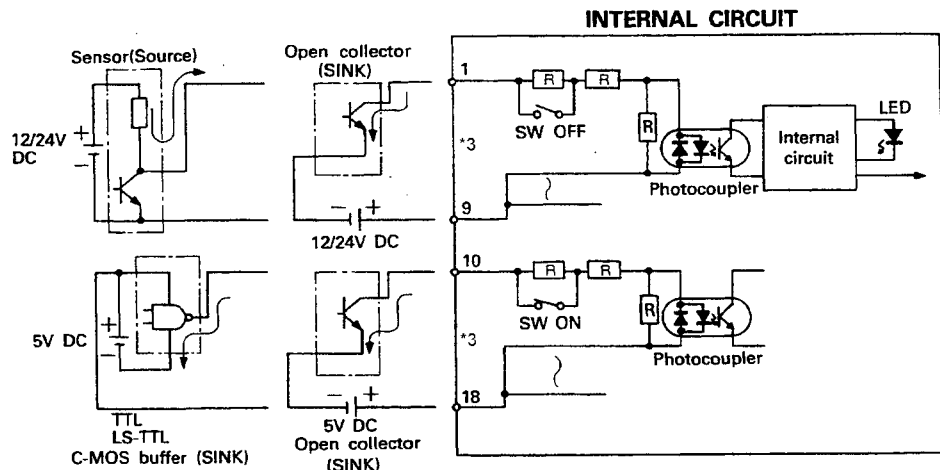 INTERNAL CIRCUIT
Sensor(Source)
12/24V
DC
+
−
Open collector
(SINK)
− +
12/24V DC
1
R R
SW OFF
R
*3
Photocoupler
Internal
circuit
LED
9
5V DC
+
−
TTL
LS-TTL
C-MOS buffer (SINK)
− +
5V DC
Open collector
(SINK)
10
R R
SW ON
R
*3
Photocoupler
18